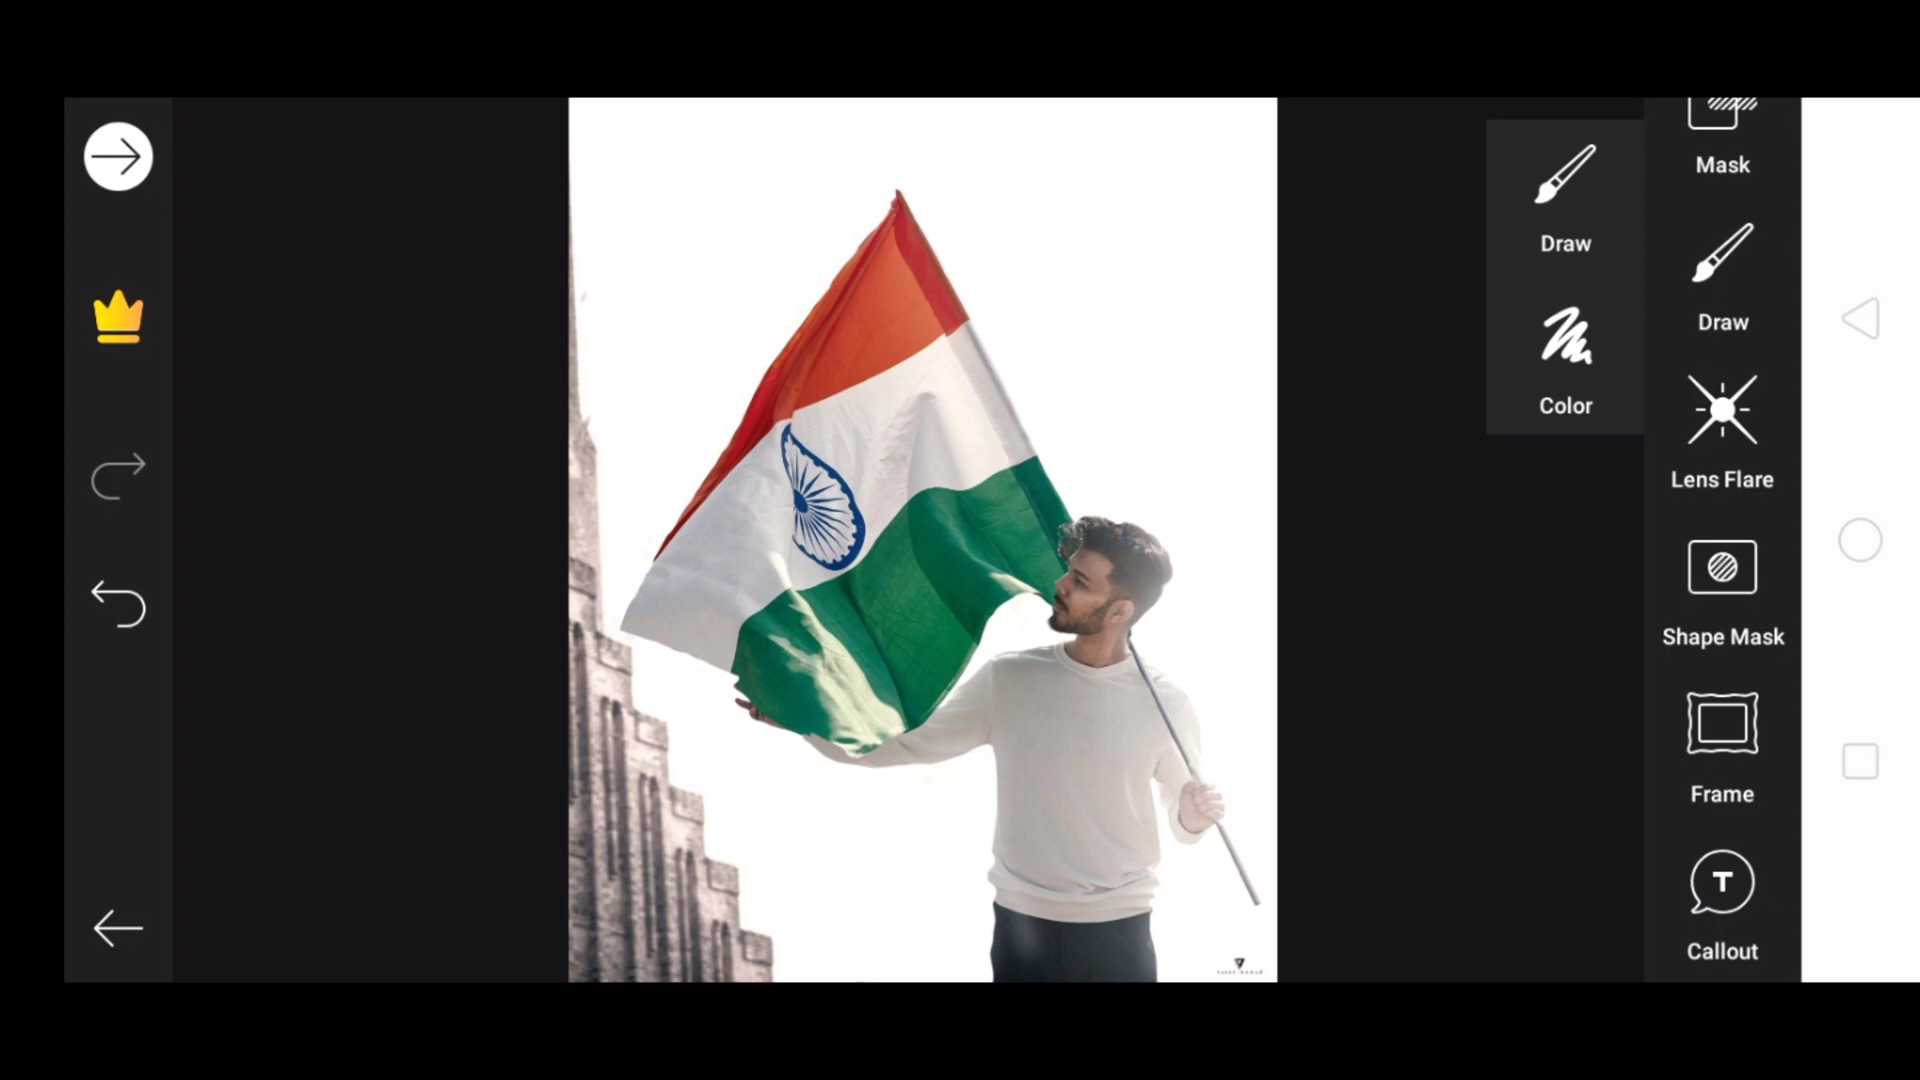 Draw
Color
Mask
Draw
Lens Flare
Shape Mask
Frame
T
Callout